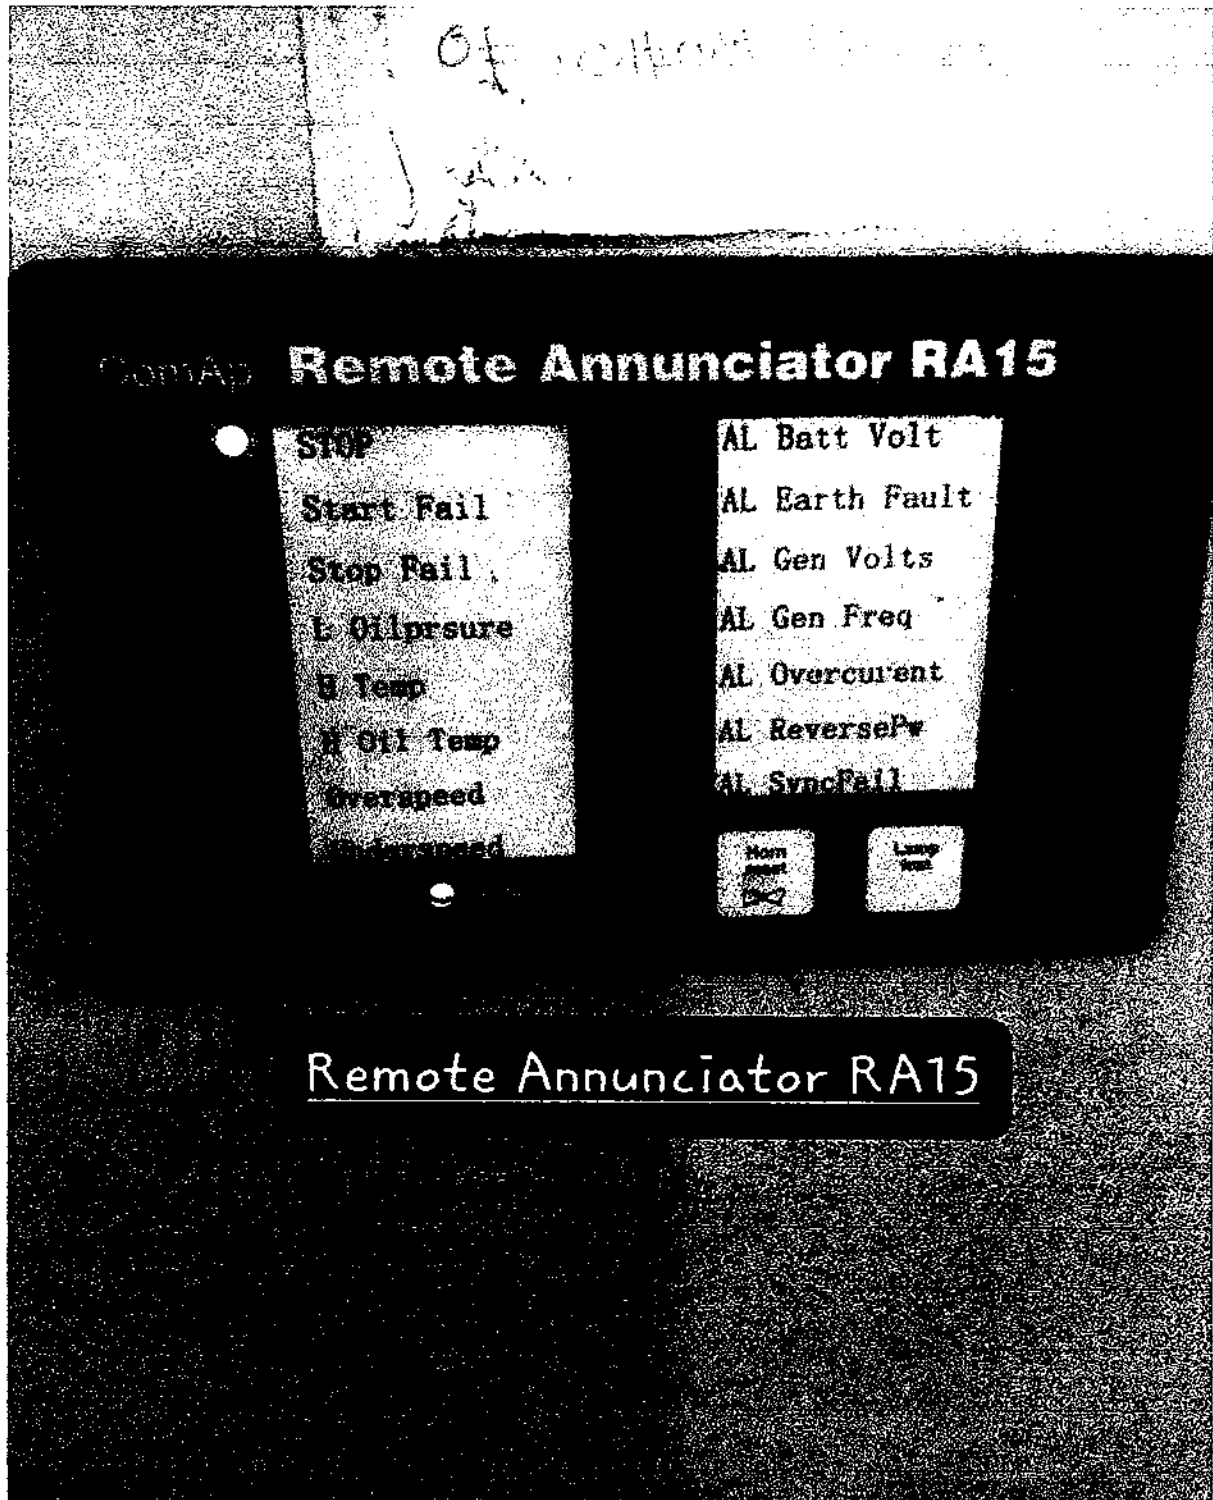 Of
ComAp Remote Annunciator RA15
STOP
Start Fail
Stop Fail
L Oilprsure
H Temp
H Oil Temp
Overspeed
Underspeed
AL Batt Volt
AL Earth Fault
AL Gen Volts
AL Gen Freq
AL Overcurent
AL ReversePw
AL SyncFail
Horn
reset
Lamp
test
Remote Annunciator RA15